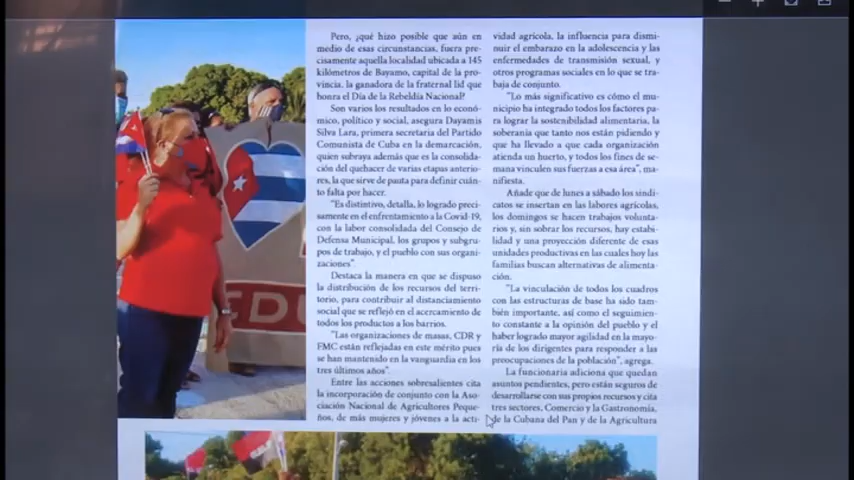 Pero, ¿qué hizo posible que aún en
medio de esas circunstancias, fuera pre-
cisamente aquella localidad ubicada a 145
kilómetros de Bayamo, capital de la pro-
vincia, la ganadora de la fraternal lid que
honra el Día de la Rebeldía Nacional?
Son varios los resultados en lo econó-
mico, político y social, asegura Dayamis
Silva Lara, primera secretaria del Partido
Comunista de Cuba en la demarcación,
quien subraya además que es la consolida-
ción del quehacer de varias etapas anterio-
res, la que sirve de pauta para definir cuán-
to falta por hacer.
"Es distintivo, detalla, lo logrado preci-
samente en el enfrentamiento a la Covid-19,
con la labor consolidada del Consejo de
Defensa Municipal, los grupos y subgru-
pos de trabajo, y el pueblo con sus organi-
zaciones".
Destaca la manera en que se dispuso
la distribución de los recursos del terri-
torio, para contribuir al distanciamiento
social que se reflejó en el acercamiento de
todos los productos a los barrios.
"Las organizaciones de masas, CDR y
FMC están reflejadas en este mérito pues
se han mantenido en la vanguardia en los
tres últimos años".
Entre las acciones sobresalientes cita
la incorporación de conjunto con la Aso-
ciación Nacional de Agricultores Peque-
ños, de más mujeres y jóvenes a la acti-
vidad agrícola, la influencia para dismi-
nuir el embarazo en la adolescencia y las
enfermedades de transmisión sexual, y
otros programas sociales en lo que se tra-
baja de conjunto.
"Lo más significativo es cómo el mu-
nicipio ha integrado todos los factores pa-
ra lograr la sostenibilidad alimentaria, la
soberanía que tanto nos están pidiendo y
que ha llevado a que cada organización
atienda un huerto, y todos los fines de se-
mana vinculen sus fuerzas a esa área", ma-
nifiesta.
Añade que de lunes a sábado los sindi-
catos se insertan en las labores agrícolas,
los domingos se hacen trabajos volunta-
rios y, sin sobrar los recursos, hay estabi-
lidad y una proyección diferente de esas
unidades productivas en las cuales hoy las
familias buscan alternativas de alimenta-
ción.
"La vinculación de todos los cuadros
con las estructuras de base ha sido tam-
bién importante, así como el seguimien-
to constante a la opinión del pueblo y el
haber logrado mayor agilidad en la mayo-
ría de los dirigentes para responder a las
preocupaciones de la población", agrega.
La funcionaria adiciona que quedan
asuntos pendientes, pero están seguros de
desarrollarse con sus propios recursos y cita
tres sectores, Comercio y la Gastronomía,
de la Cubana del Pan y de la Agricultura
EDU